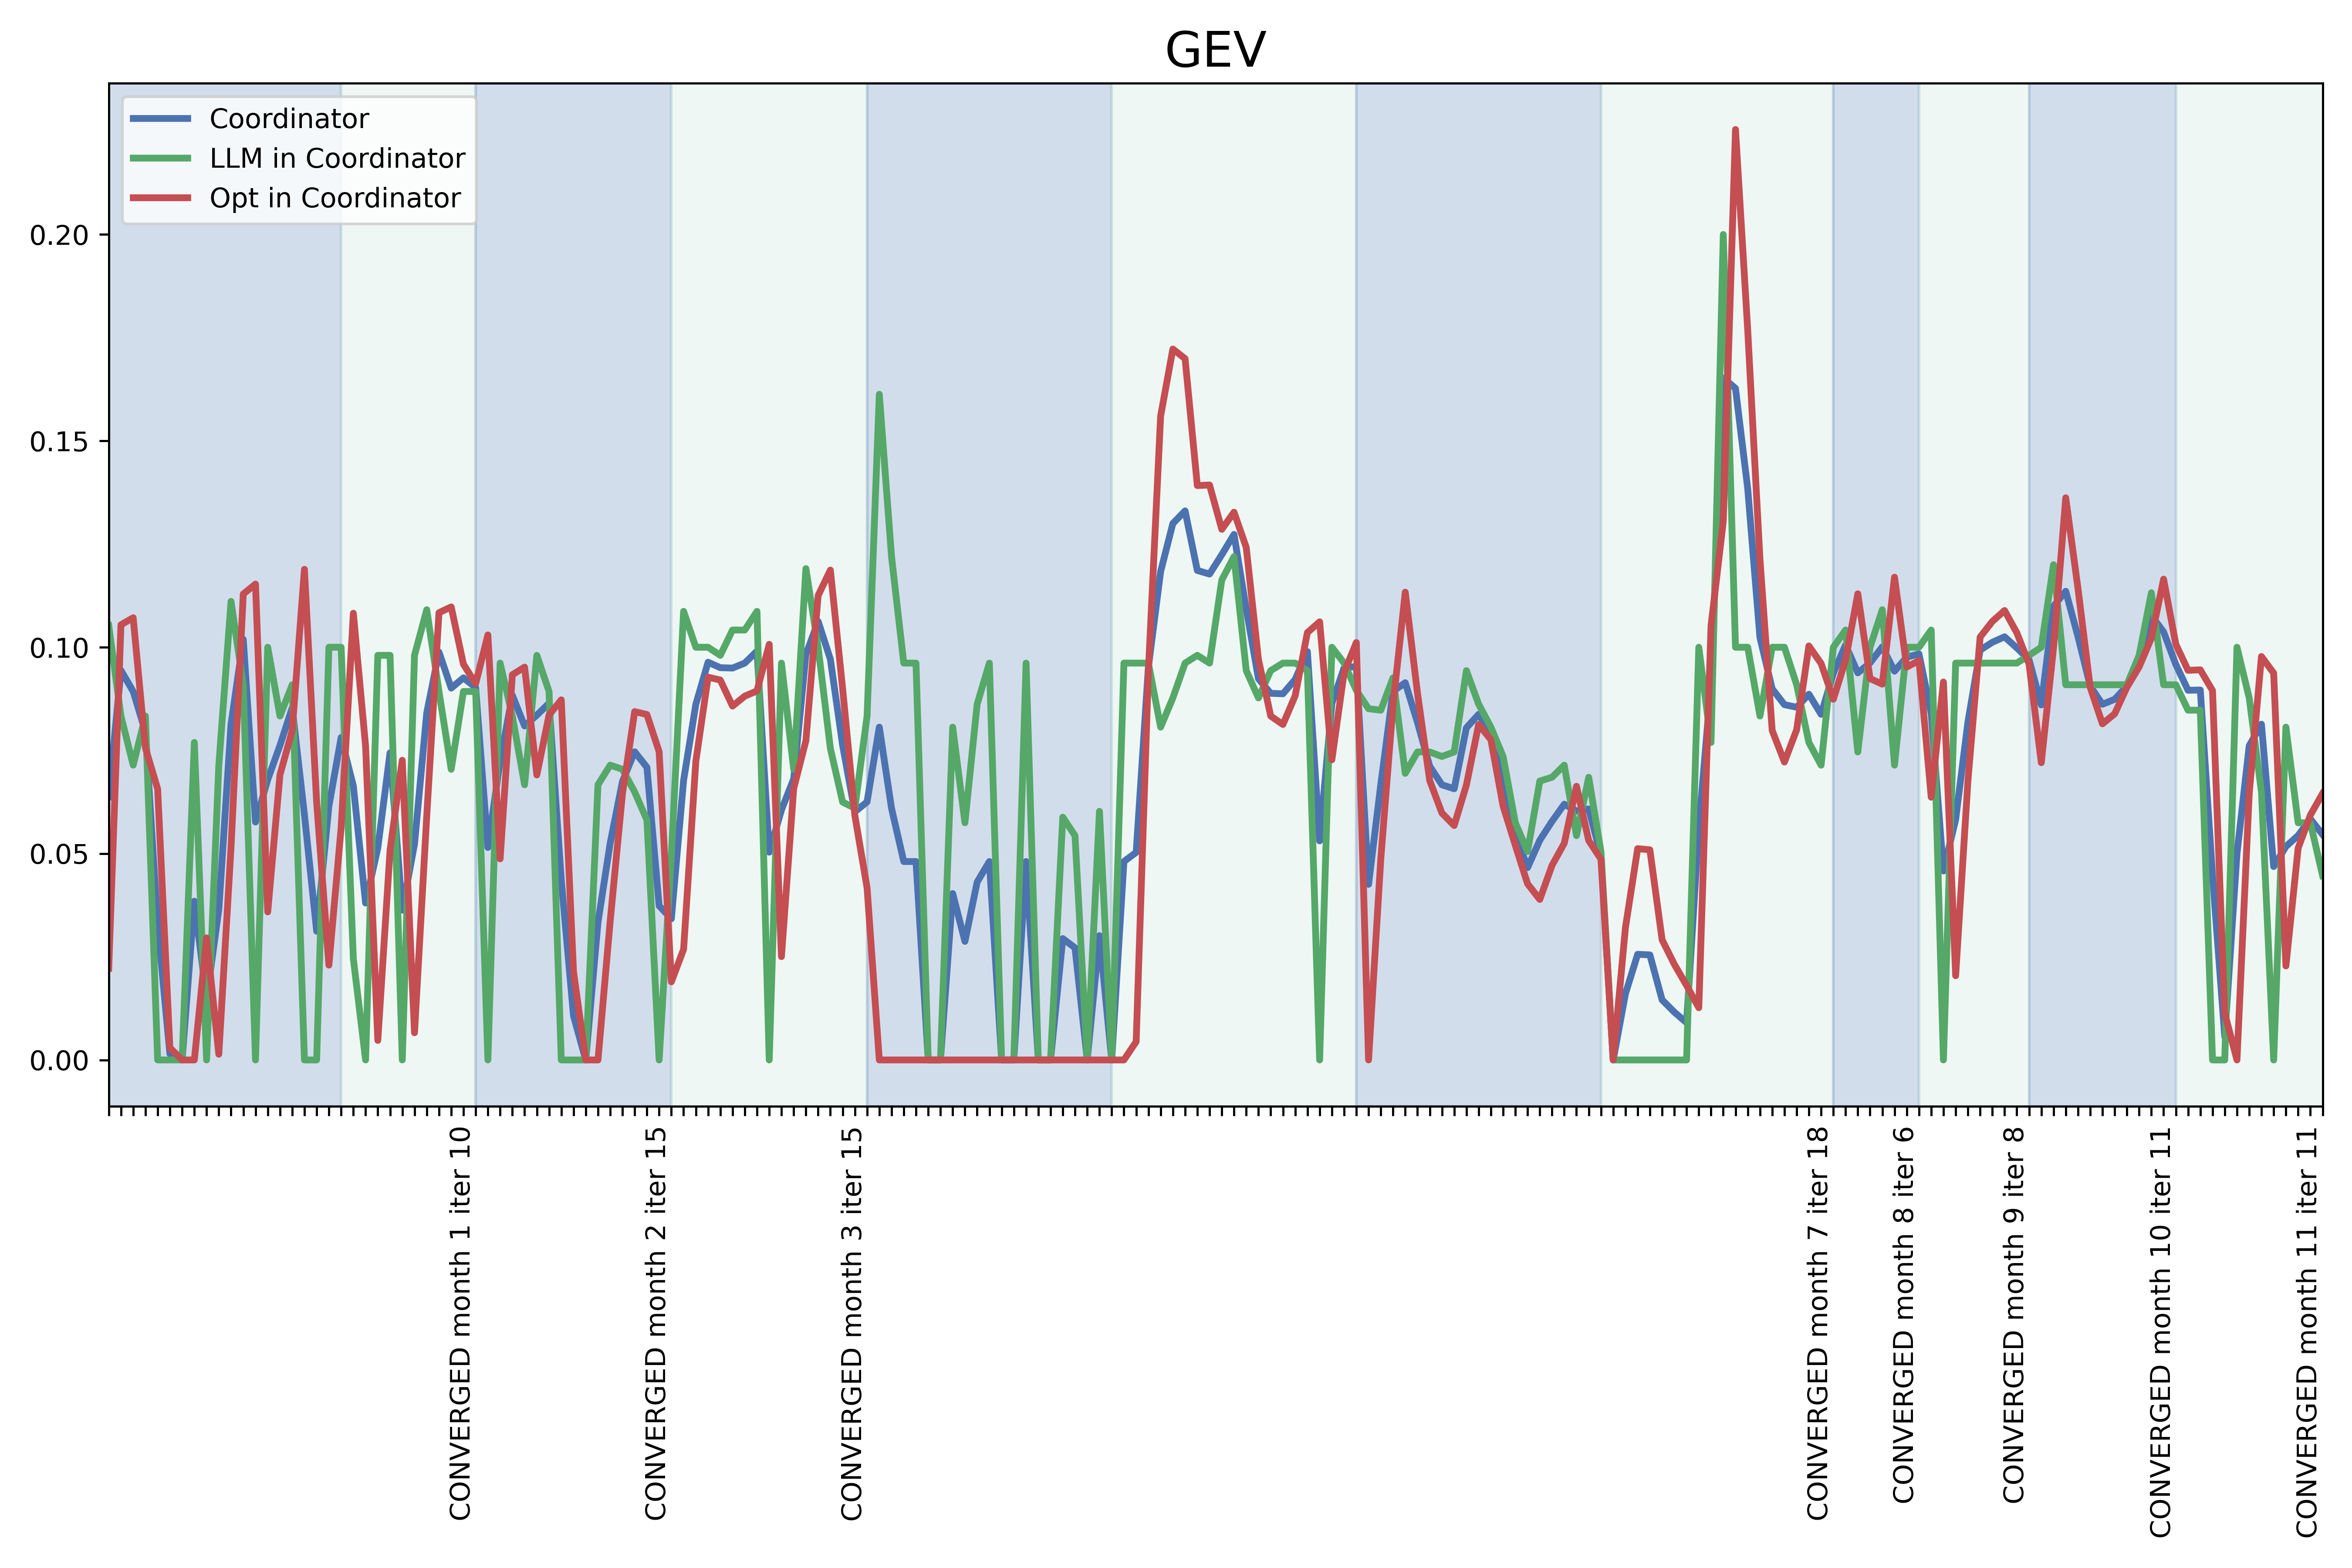 GEV
Coordinator
LLM in Coordinator
Opt in Coordinator
0.20
0.15
0.10
0.05
0.00
CONVERGED month 1 iter 10
CONVERGED month 2 iter 15
CONVERGED month 3 iter 15
CONVERGED month 7 iter 18
CONVERGED month 8 iter 6
CONVERGED month 9 iter 8
CONVERGED month 10 iter 11
CONVERGED month 11 iter 11